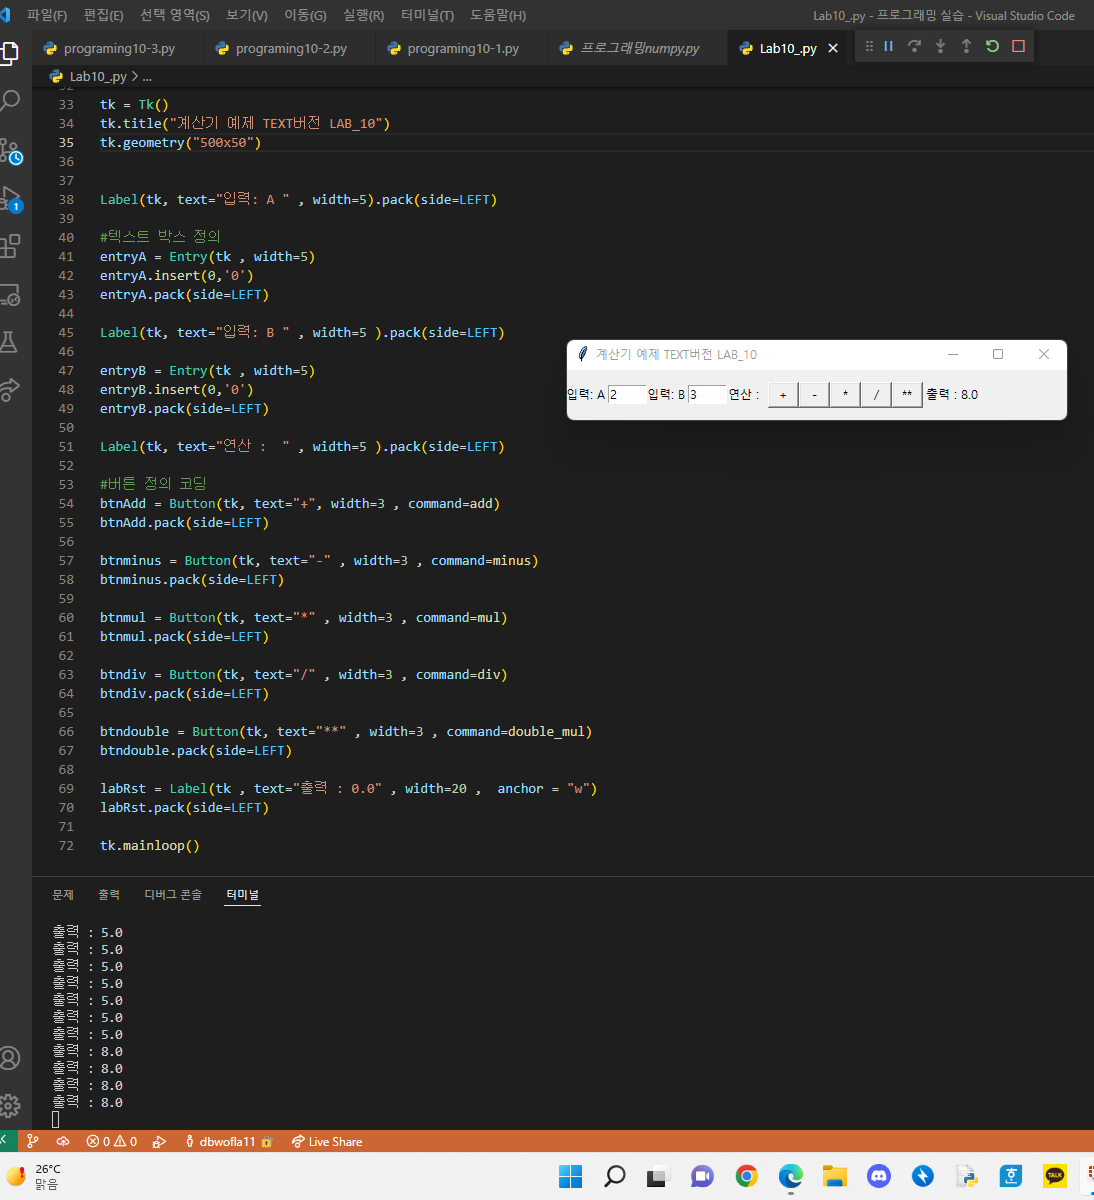 파일(F) 편집(E) 선택 영역(S) 보기(V) 이동(G) 실행(R) 터미널(T) 도움말(H) Lab10_.py - 프로그래밍 실습 - Visual Studio Code
programing10-3.py programing10-2.py programing10-1.py 프로그래밍numpy.py Lab10_.py
Lab10_.py > ...
32
33 tk = Tk()
34 tk.title("계산기 예제 TEXT버전 LAB_10")
35 tk.geometry("500x50")
36
37
38 Label(tk, text="입력: A " , width=5).pack(side=LEFT)
39
40 #텍스트 박스 정의
41 entryA = Entry(tk , width=5)
42 entryA.insert(0,'0')
43 entryA.pack(side=LEFT)
44
45 Label(tk, text="입력: B " , width=5 ).pack(side=LEFT)
46
47 entryB = Entry(tk , width=5)
48 entryB.insert(0,'0')
49 entryB.pack(side=LEFT)
50
51 Label(tk, text="연산 :  " , width=5 ).pack(side=LEFT)
52
53 #버튼 정의 코딩
54 btnAdd = Button(tk, text="+", width=3 , command=add)
55 btnAdd.pack(side=LEFT)
56
57 btnminus = Button(tk, text="-" , width=3 , command=minus)
58 btnminus.pack(side=LEFT)
59
60 btnmul = Button(tk, text="*" , width=3 , command=mul)
61 btnmul.pack(side=LEFT)
62
63 btndiv = Button(tk, text="/" , width=3 , command=div)
64 btndiv.pack(side=LEFT)
65
66 btndouble = Button(tk, text="**" , width=3 , command=double_mul)
67 btndouble.pack(side=LEFT)
68
69 labRst = Label(tk , text="출력 : 0.0" , width=20 ,  anchor = "w")
70 labRst.pack(side=LEFT)
71
72 tk.mainloop()
계산기 예제 TEXT버전 LAB_10
입력: A 2 입력: B 3 연산 : + - * / ** 출력 : 8.0
1
문제 출력 디버그 콘솔 터미널
출력 : 5.0
출력 : 5.0
출력 : 5.0
출력 : 5.0
출력 : 5.0
출력 : 5.0
출력 : 5.0
출력 : 8.0
출력 : 8.0
출력 : 8.0
출력 : 8.0
0 0 dbwofla11 Live Share
26°C
맑음
TALK